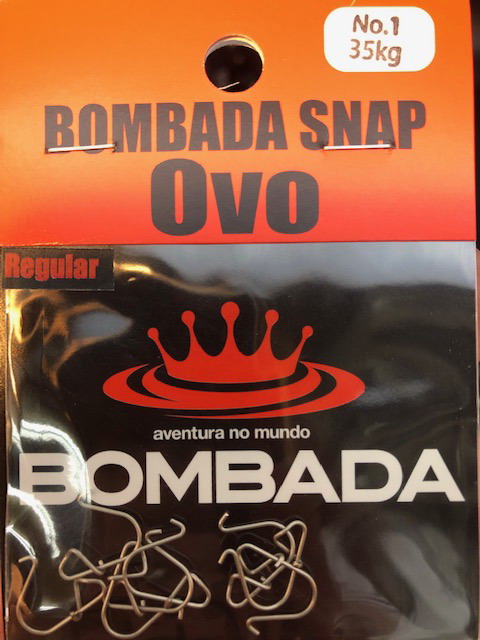 No.1
35kg
BOMBADA SNAP
Ovo
Regular
aventura no mundo
BOMBADA